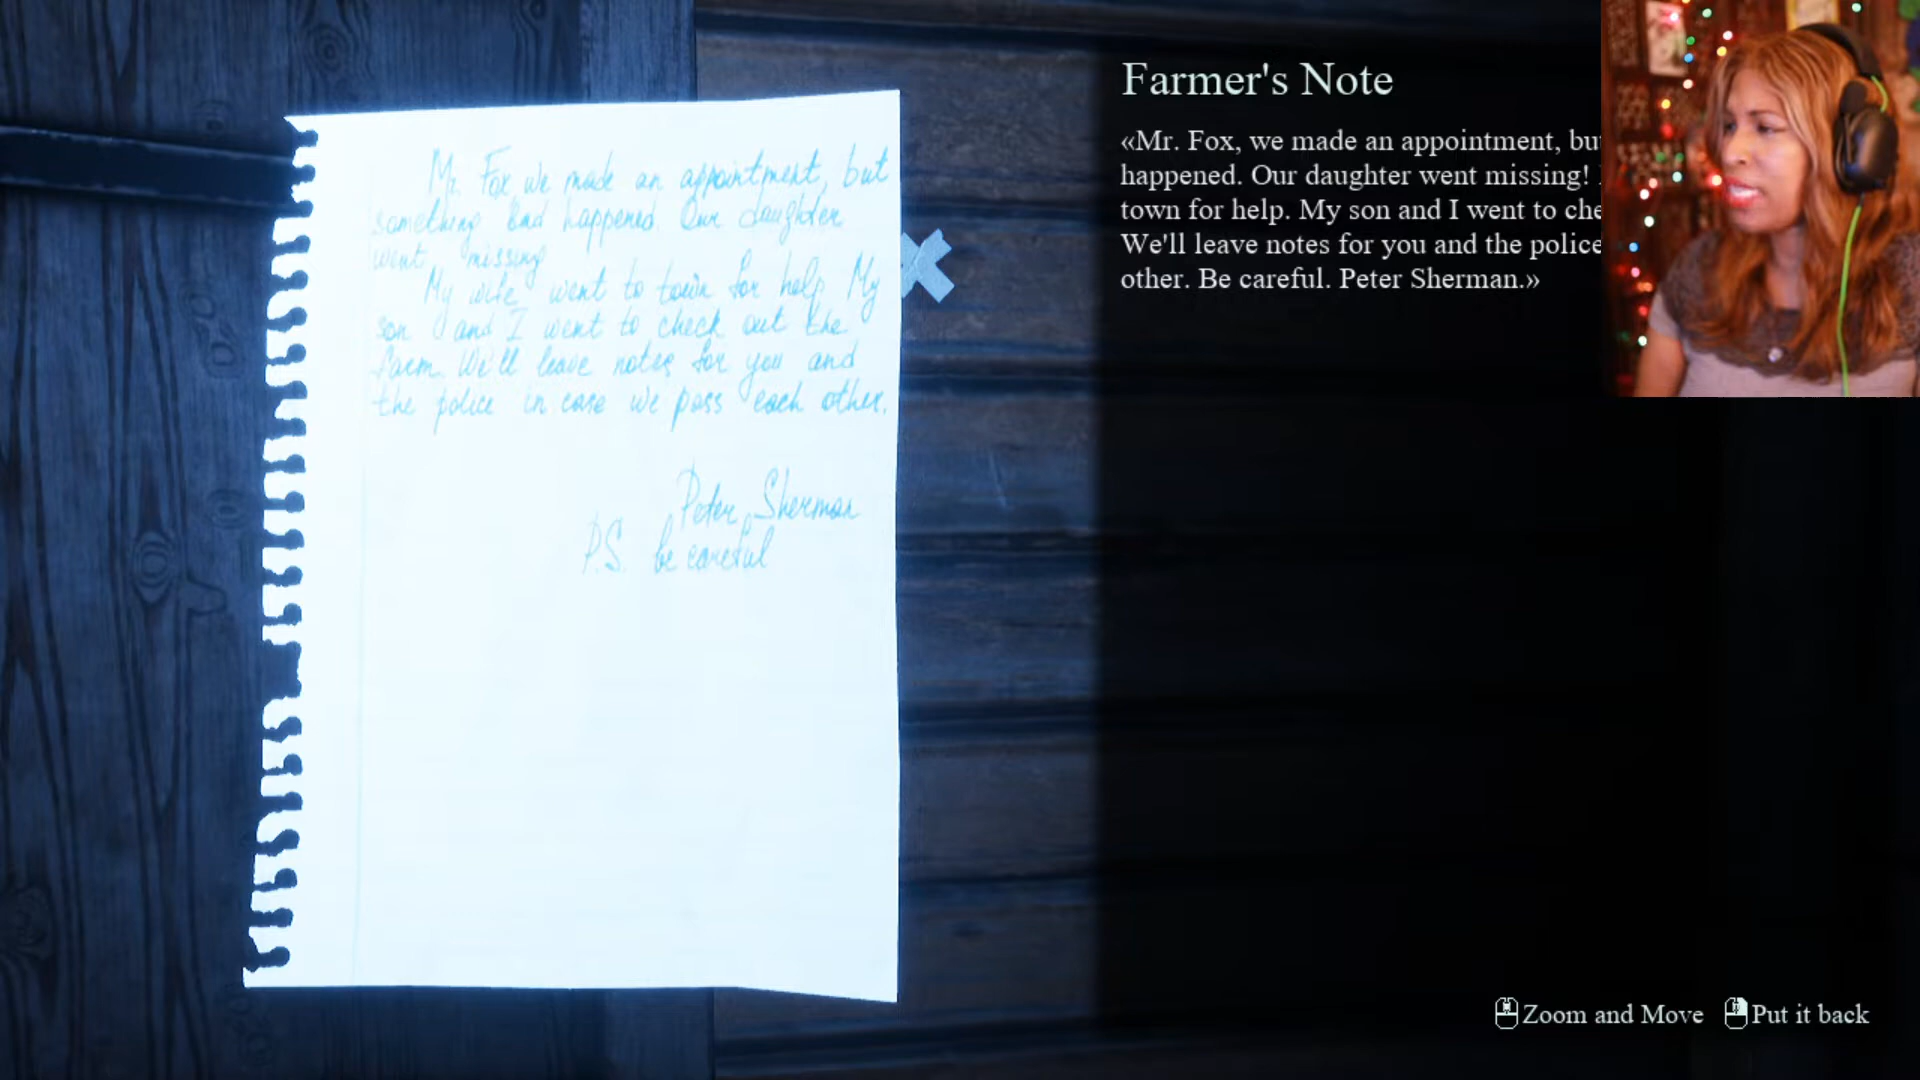 Mr. Fox we made an appointment, but
something bad happened. Our daughter
went missing
My wife went to town for help. My
son and I went to check out the
farm. We'll leave notes for you and
the police in case we pass each other.
Peter Sherman
P.S. be careful
Farmer's Note
«Mr. Fox, we made an appointment, bu
happened. Our daughter went missing!
town for help. My son and I went to che
We'll leave notes for you and the police
other. Be careful. Peter Sherman.»
Zoom and Move Put it back